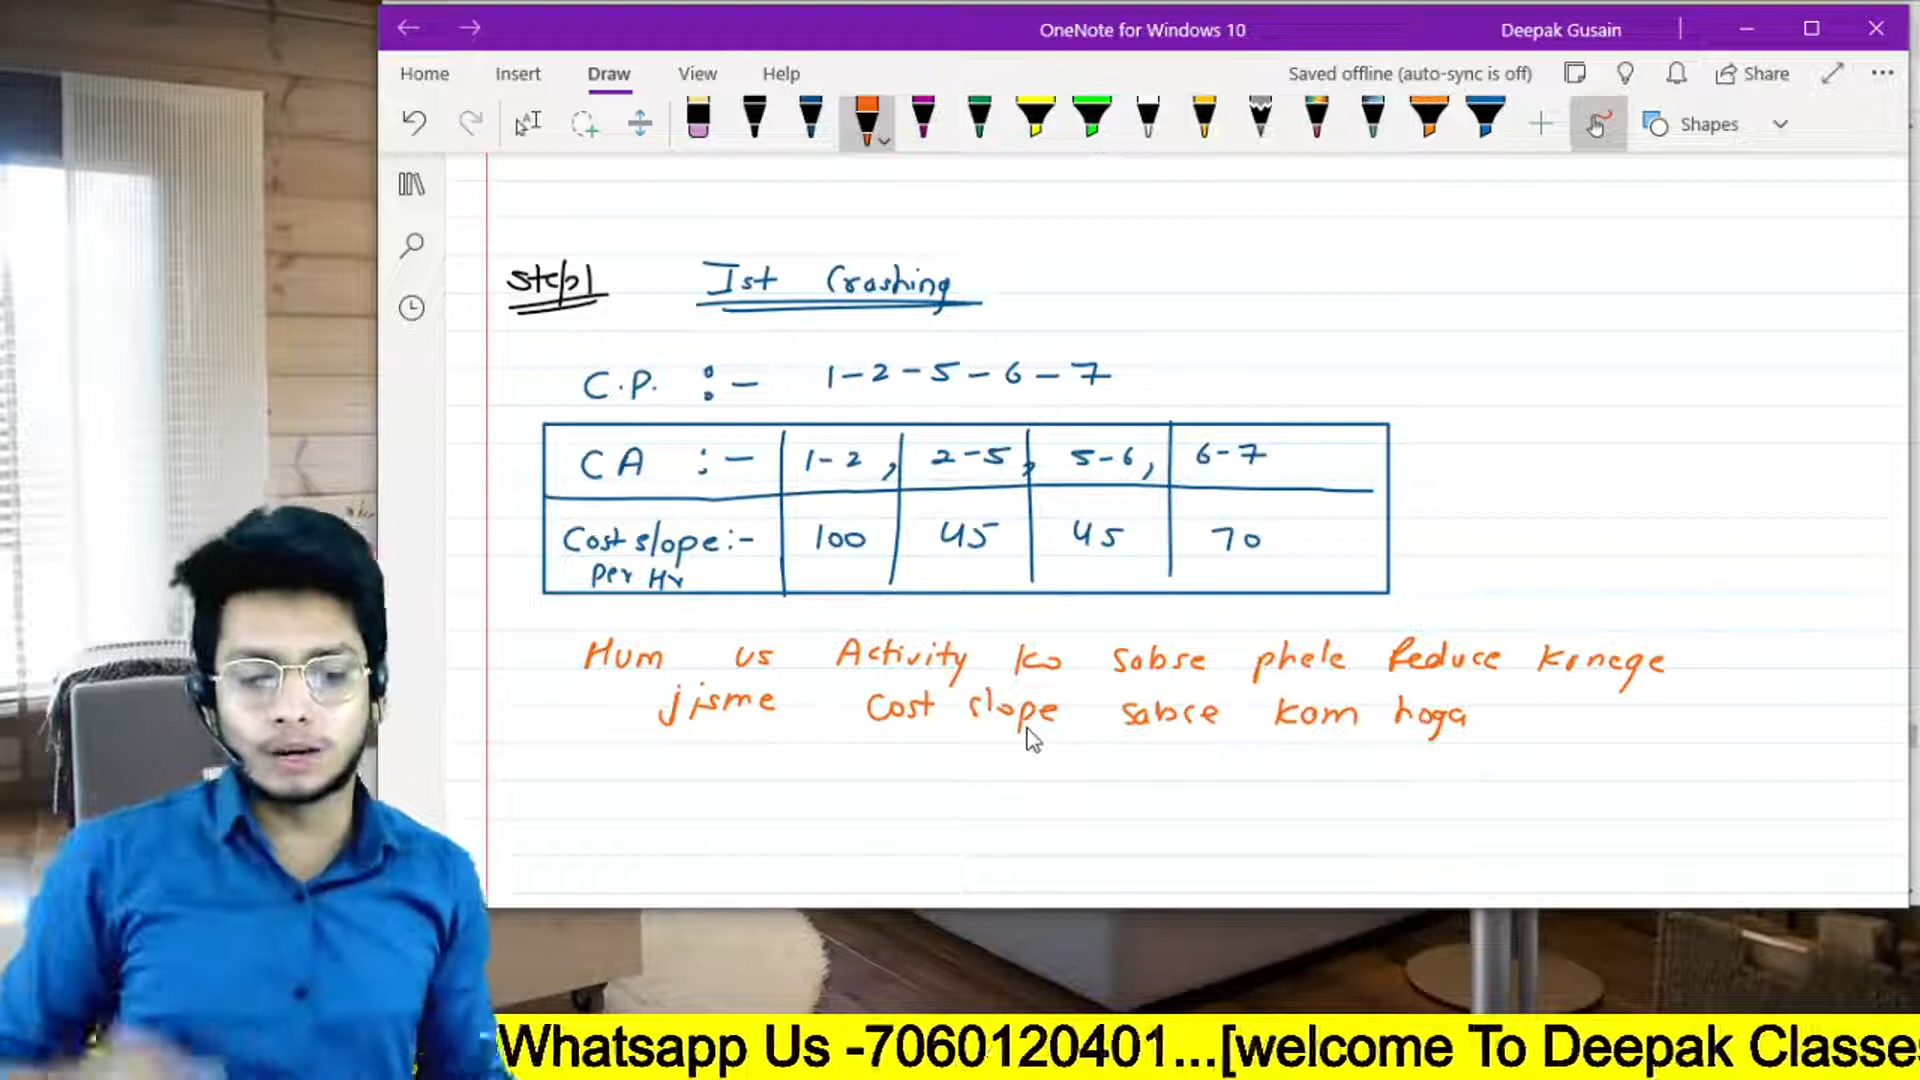 OneNote for Windows 10
Deepak Gusain
Home Insert Draw View Help
Saved offline (auto-sync is off)
Share
Shapes
Step1 Ist Crashing
C.P. :- 1-2-5-6-7
CA :- 1-2, 2-5, 5-6, 6-7
Cost slope:- 100 45 45 70
Per Hr
Hum us Activity ko sabse phele Reduce krnege
jisme Cost slope sabse kam hoga
Whatsapp Us -7060120401...[welcome To Deepak Classes